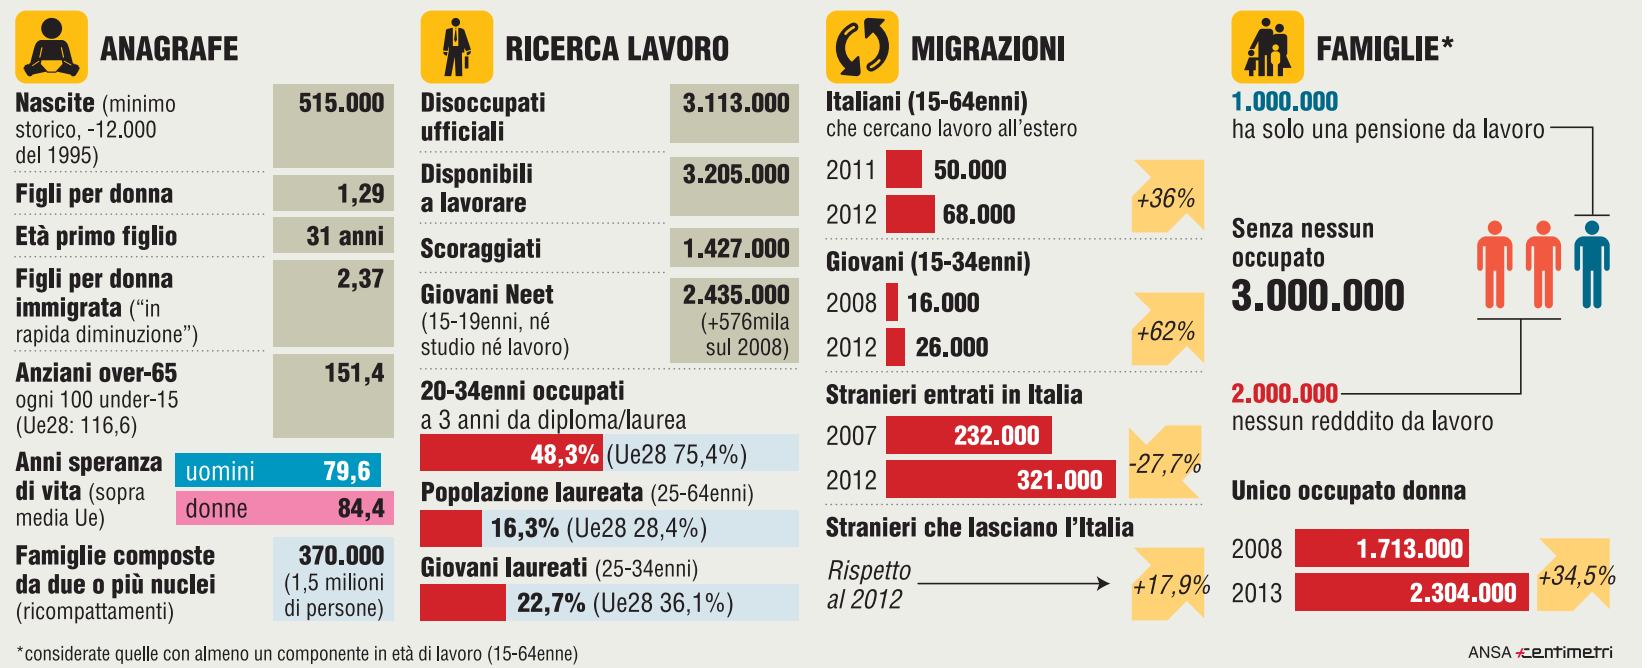 ANAGRAFE
Nascite (minimo
storico, -12.000
del 1995)
515.000
Figli per donna
1,29
Età primo figlio
31 anni
Figli per donna
immigrata (“in
rapida diminuzione”)
2,37
Anziani over-65
ogni 100 under-15
(Ue28: 116,6)
151,4
Anni speranza
di vita (sopra
media Ue)
uomini 79,6
donne 84,4
Famiglie composte
da due o più nuclei
(ricompattamenti)
370.000
(1,5 milioni
di persone)
RICERCA LAVORO
Disoccupati
ufficiali
3.113.000
Disponibili
a lavorare
3.205.000
Scoraggiati
1.427.000
Giovani Neet
(15-19enni, né
studio né lavoro)
2.435.000
(+576mila
sul 2008)
20-34enni occupati
a 3 anni da diploma/laurea
48,3% (Ue28 75,4%)
Popolazione laureata (25-64enni)
16,3% (Ue28 28,4%)
Giovani laureati (25-34enni)
22,7% (Ue28 36,1%)
MIGRAZIONI
Italiani (15-64enni)
che cercano lavoro all’estero
2011 50.000
2012 68.000
+36%
Giovani (15-34enni)
2008 16.000
2012 26.000
+62%
Stranieri entrati in Italia
2007 232.000
2012 321.000
-27,7%
Stranieri che lasciano l’Italia
Rispetto
al 2012
+17,9%
FAMIGLIE*
1.000.000
ha solo una pensione da lavoro
Senza nessun
occupato
3.000.000
2.000.000
nessun redddito da lavoro
Unico occupato donna
2008 1.713.000
2013 2.304.000
+34,5%
*considerate quelle con almeno un componente in età di lavoro (15-64enne)
ANSA centimetri